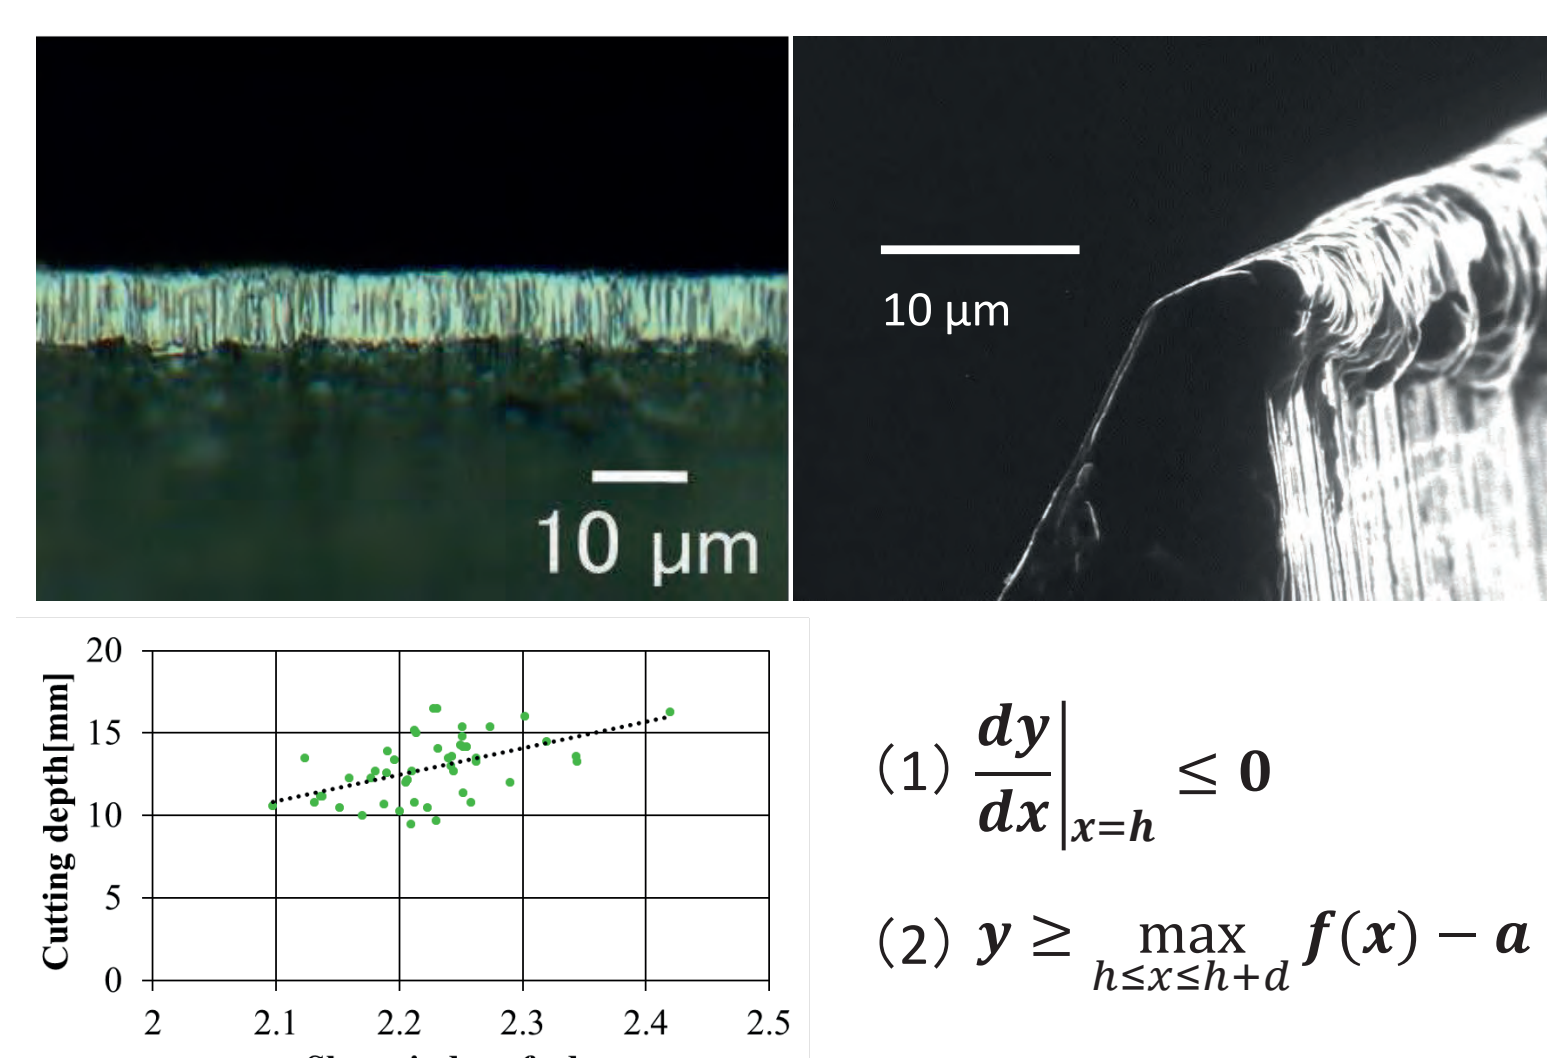 10 μm
10 μm
20
15
10
5
0
Cutting depth[mm]
2 2.1 2.2 2.3 2.4 2.5
(1) dy/dx|x=h ≤ 0
(2) y ≥ max f(x) − a
h≤x≤h+d